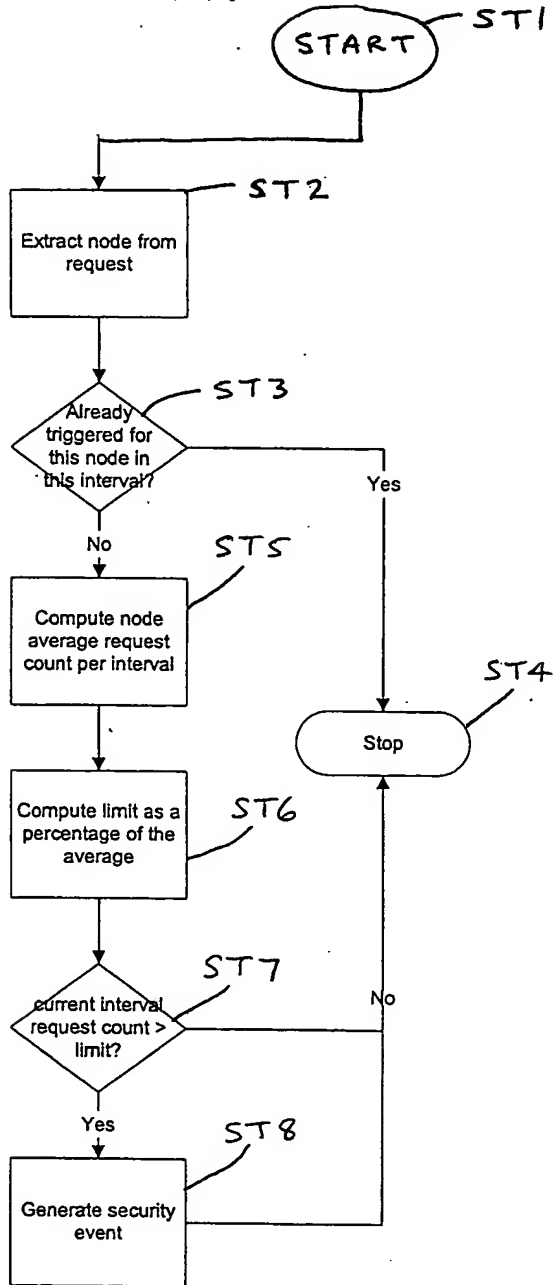 START
ST1
ST2
Extract node from
request
ST3
Already
triggered for
this node in
this interval?
Yes
No
ST5
Compute node
average request
count per interval
ST4
Stop
Compute limit as a
percentage of the
average
ST6
ST7
current interval
request count >
limit?
No
Yes
ST8
Generate security
event